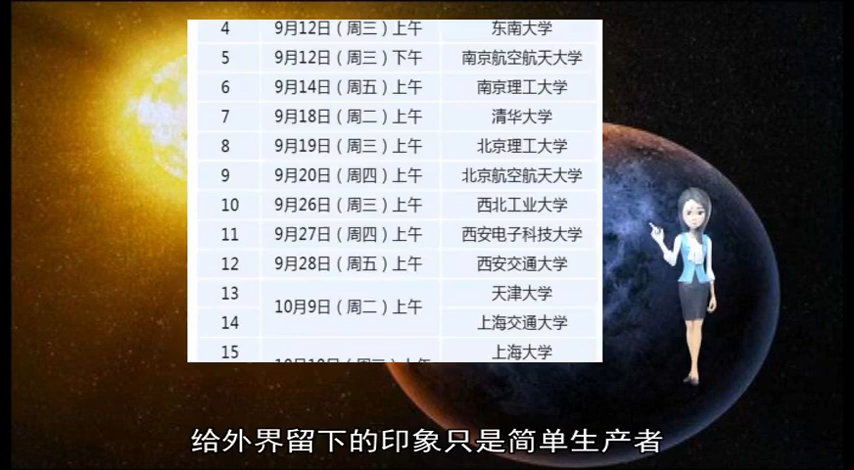 4 9月12日（周三）上午 东南大学
5 9月12日（周三）下午 南京航空航天大学
6 9月14日（周五）上午 南京理工大学
7 9月18日（周二）上午 清华大学
8 9月19日（周三）上午 北京理工大学
9 9月20日（周四）上午 北京航空航天大学
10 9月26日（周三）上午 西北工业大学
11 9月27日（周四）上午 西安电子科技大学
12 9月28日（周五）上午 西安交通大学
13 天津大学
10月9日（周二）上午
14 上海交通大学
15 上海大学
给外界留下的印象只是简单生产者